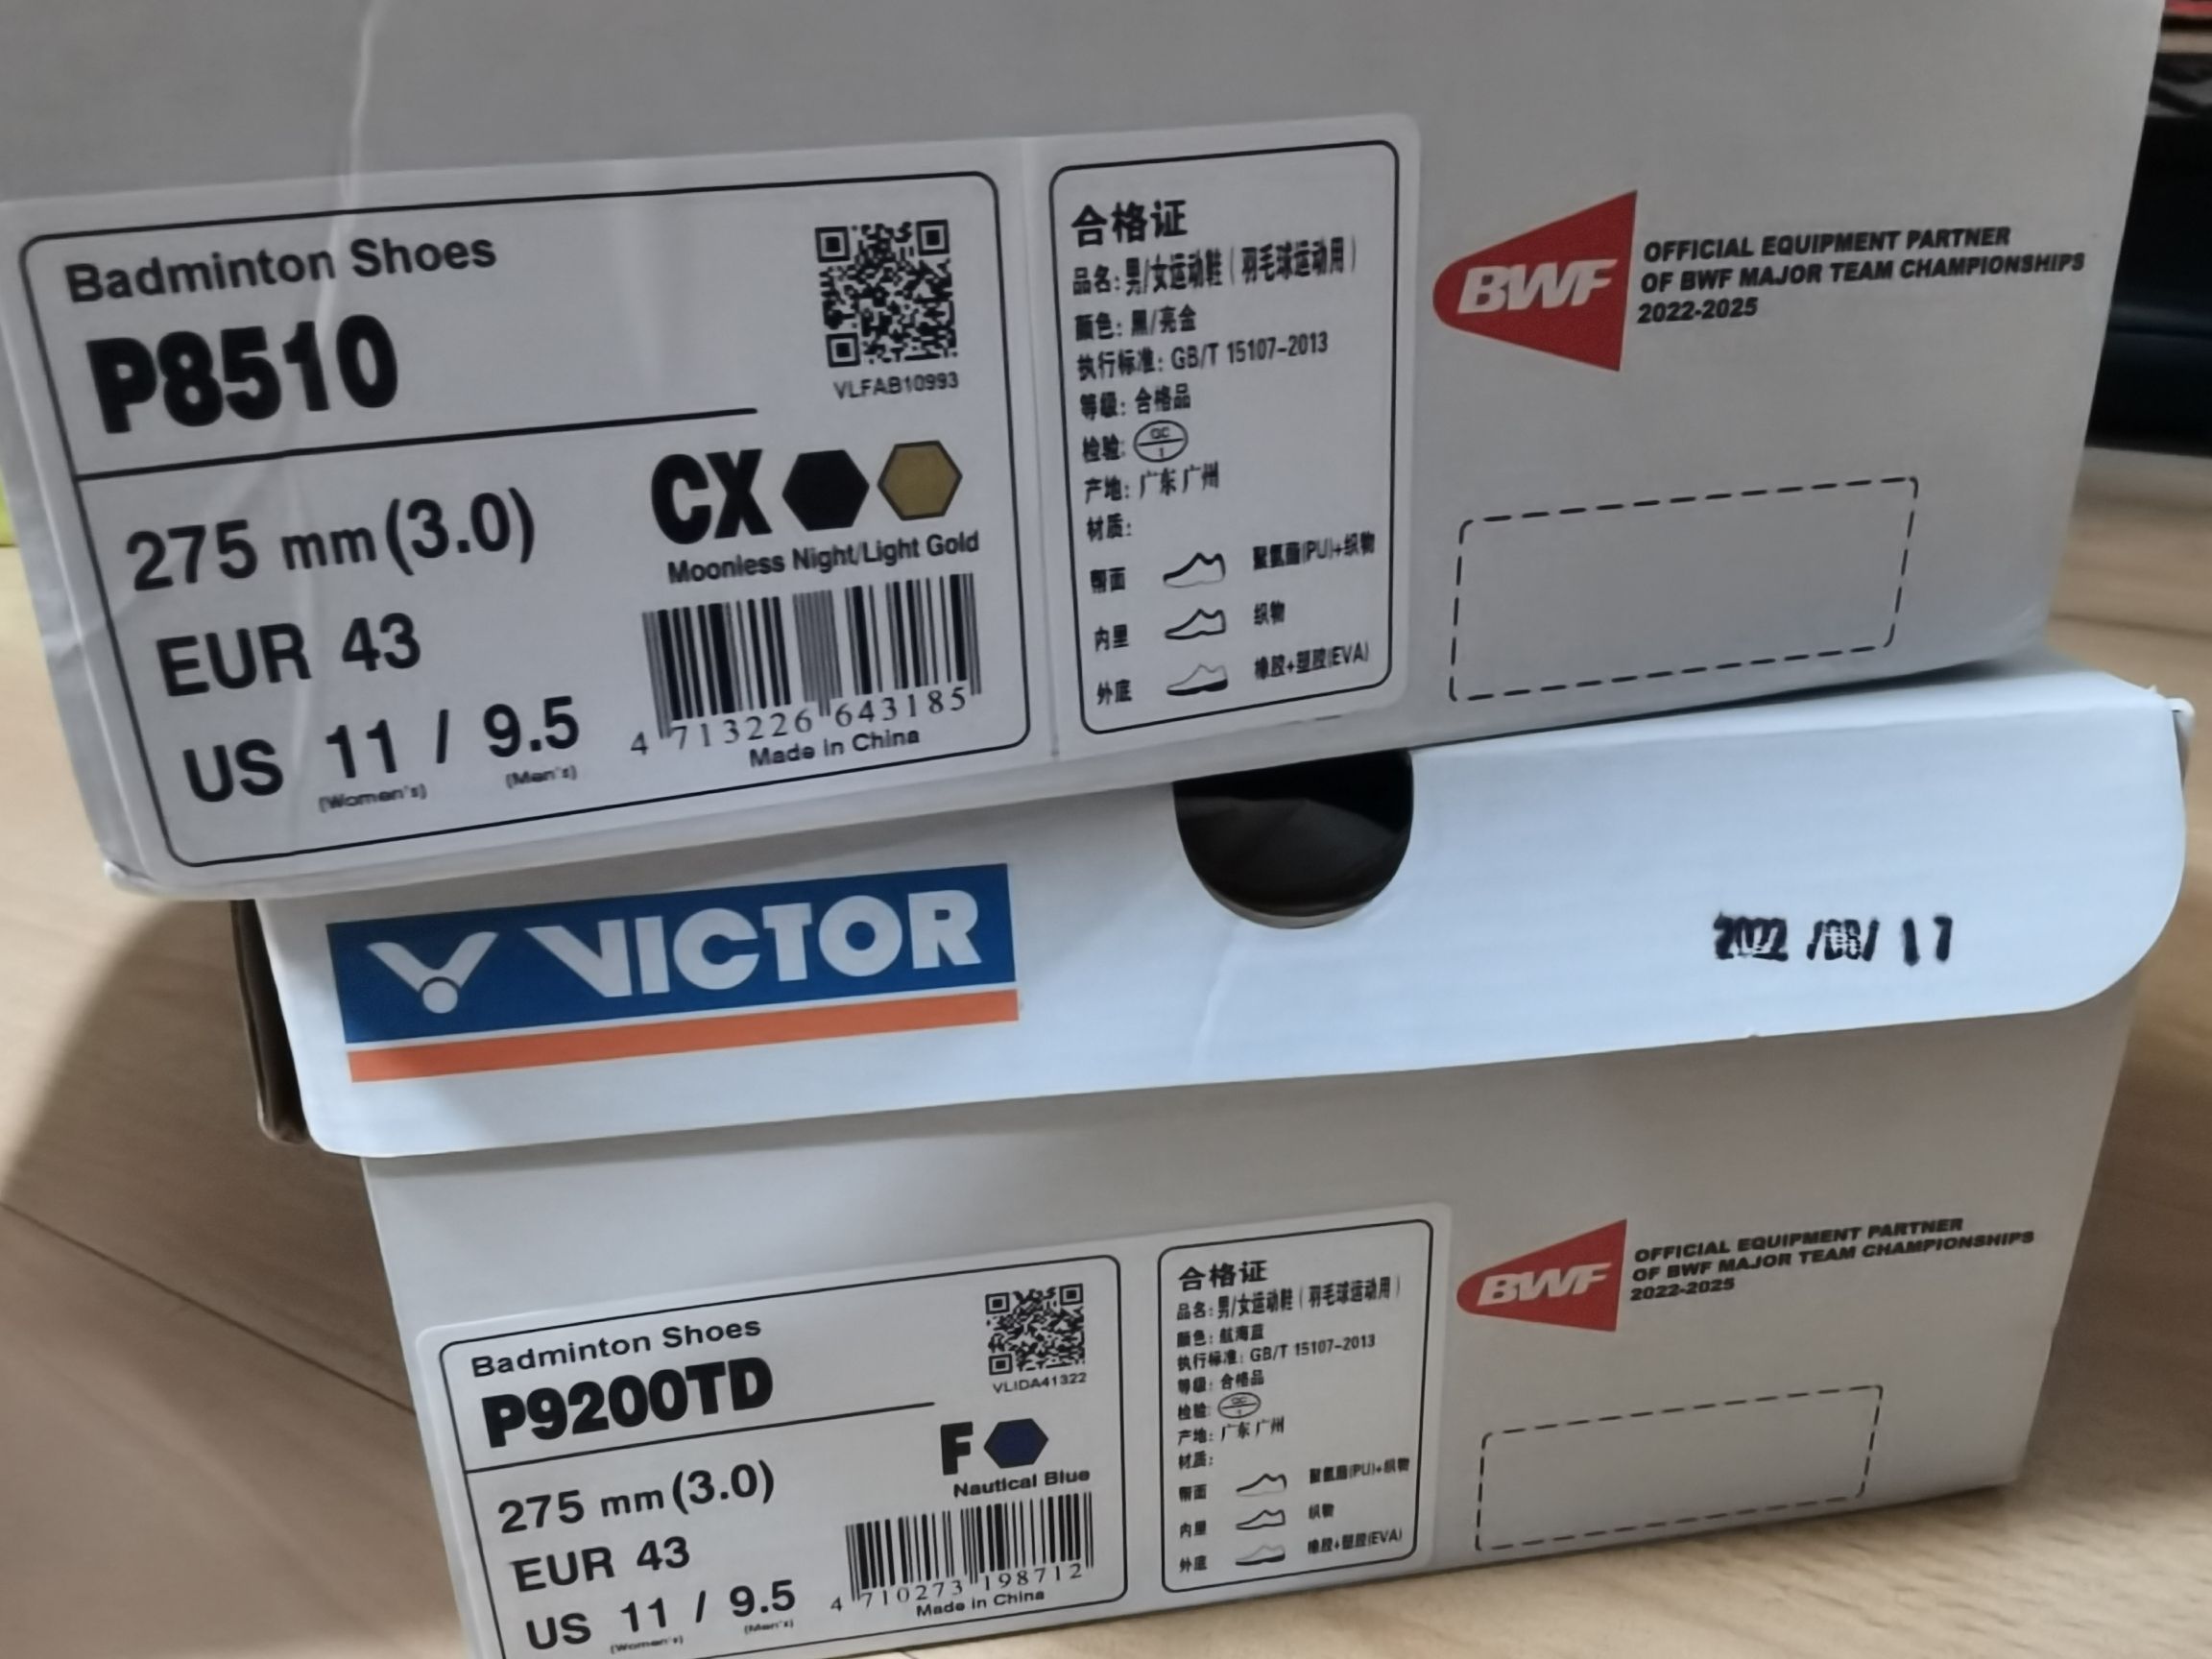 Badminton Shoes
P8510
VLFAB10993
275 mm (3.0)
CX
Moonless Night/Light Gold
EUR 43
US 11 / 9.5
(Women's) (Men's)
4 713226 643185
Made in China
合格证
品名: 男/女运动鞋(羽毛球运动用)
颜色: 黑/亮金
执行标准: GB/T 15107-2013
等级: 合格品
检验: QC 1
产地: 广东 广州
材质:
帮面 聚氨酯(PU)+织物
内里 织物
外底 橡胶+塑胶(EVA)
BWF
OFFICIAL EQUIPMENT PARTNER
OF BWF MAJOR TEAM CHAMPIONSHIPS
2022-2025
VICTOR
2022 /08/ 17
Badminton Shoes
P9200TD
VLIDA41322
275 mm (3.0)
F
Nautical Blue
EUR 43
US 11 / 9.5
(Women's) (Men's)
4 710273 198712
Made in China
合格证
品名: 男/女运动鞋(羽毛球运动用)
颜色: 航海蓝
执行标准: GB/T 15107-2013
等级: 合格品
检验: QC 1
产地: 广东 广州
材质:
帮面 聚氨酯(PU)+织物
内里 织物
外底 橡胶+塑胶(EVA)
BWF
OFFICIAL EQUIPMENT PARTNER
OF BWF MAJOR TEAM CHAMPIONSHIPS
2022-2025